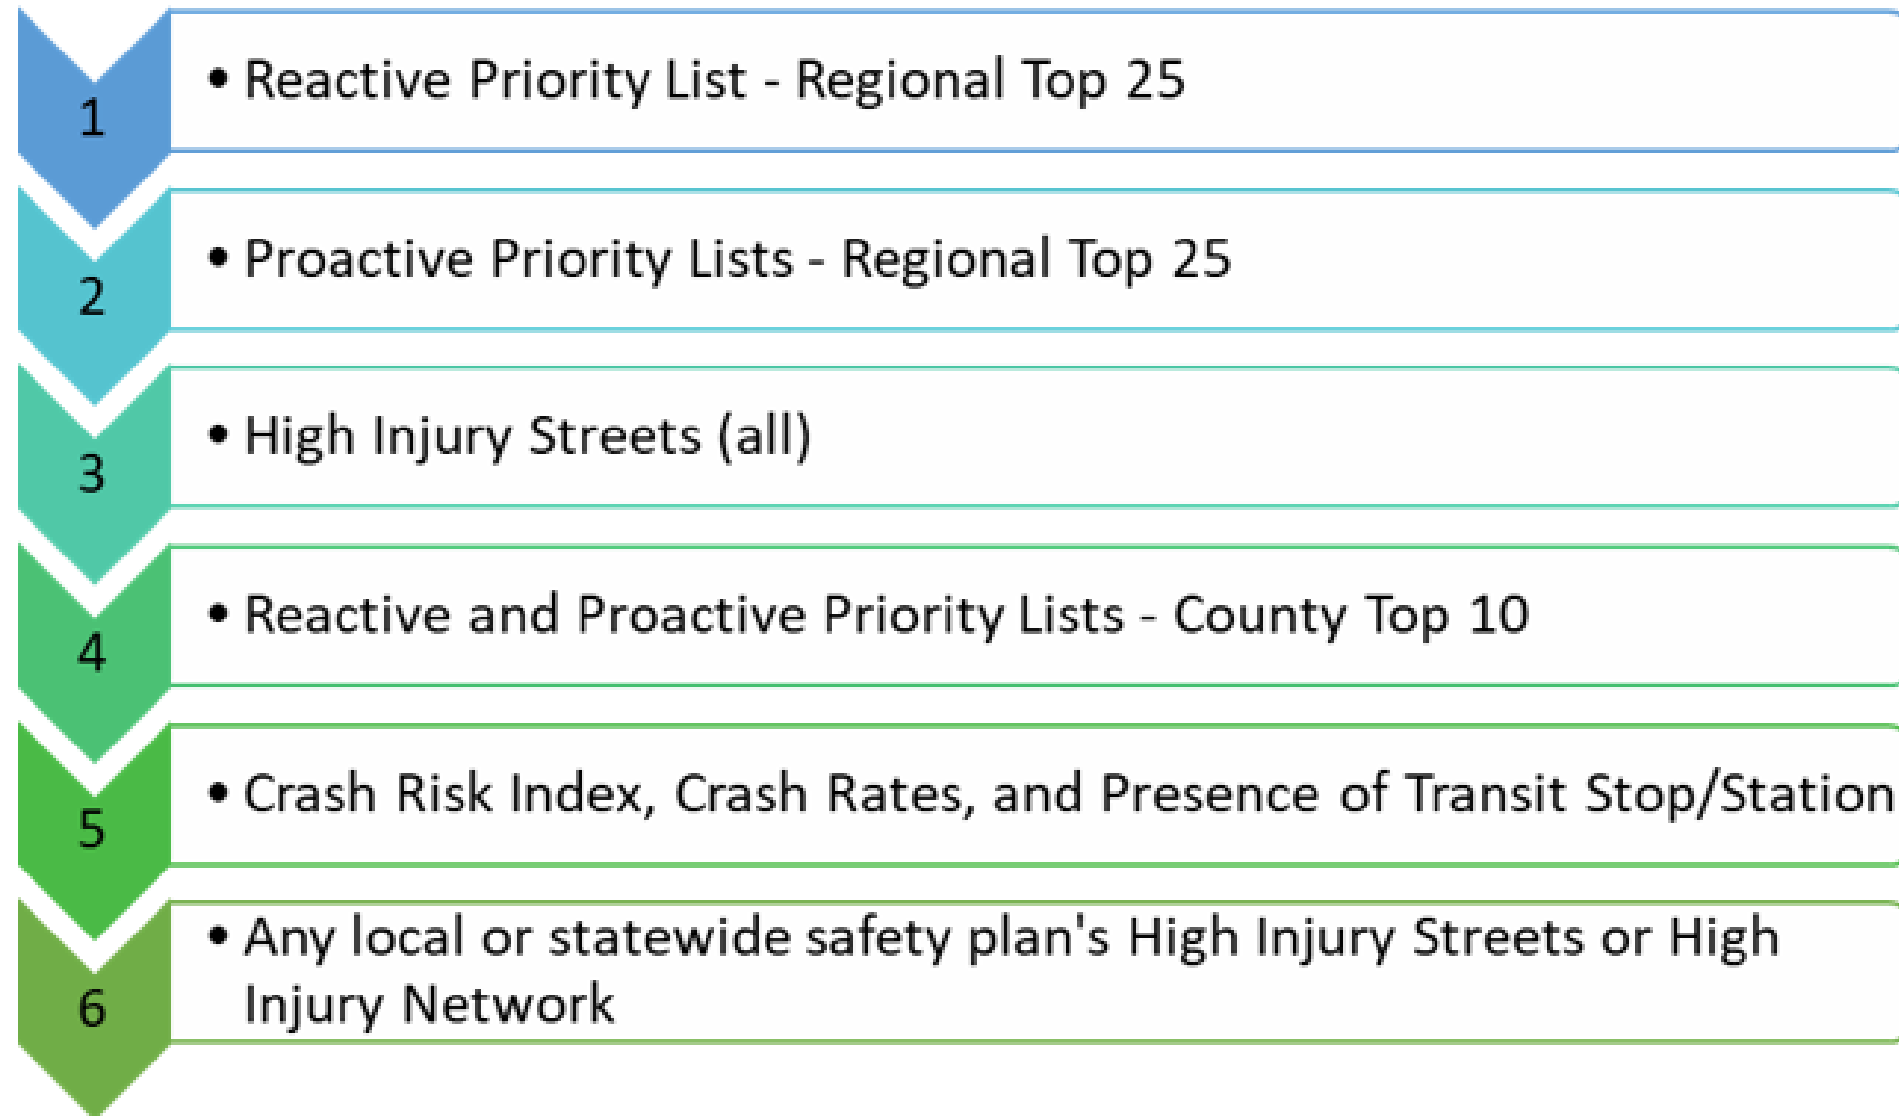 1
• Reactive Priority List - Regional Top 25
2
• Proactive Priority Lists - Regional Top 25
3
• High Injury Streets (all)
4
• Reactive and Proactive Priority Lists - County Top 10
5
• Crash Risk Index, Crash Rates, and Presence of Transit Stop/Station
6
• Any local or statewide safety plan's High Injury Streets or High
Injury Network